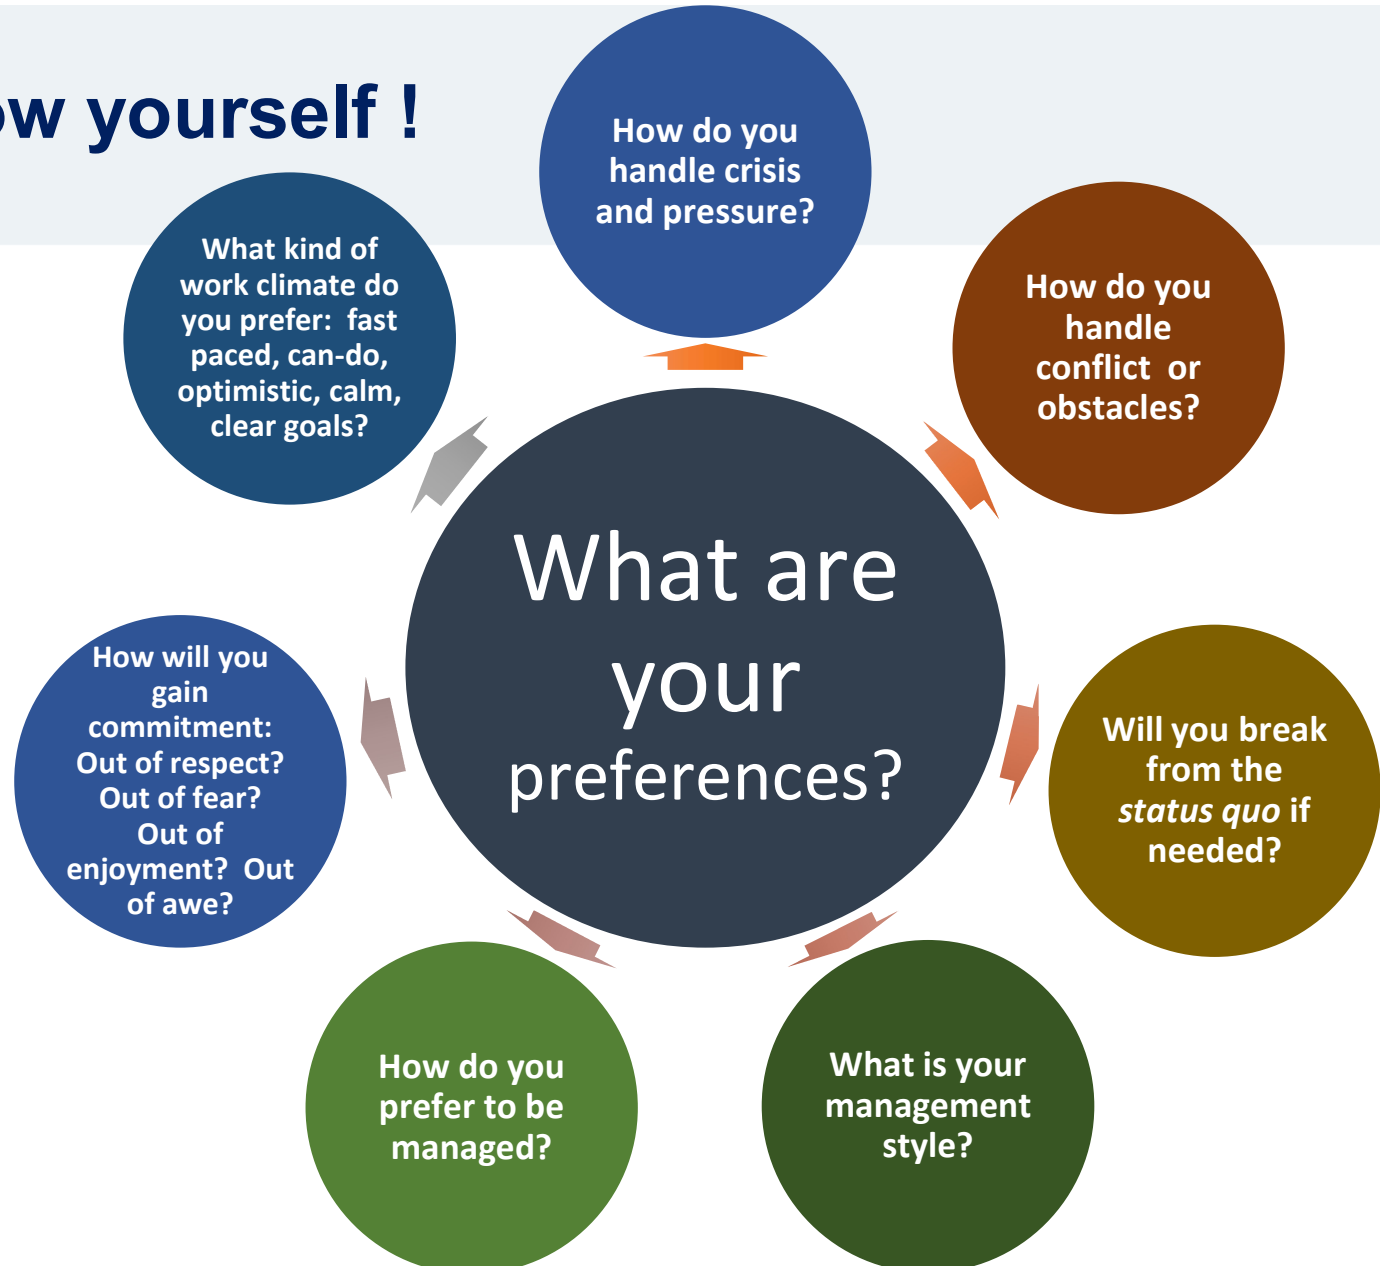 ow yourself !
How do you
handle crisis
and pressure?
How do you
handle
conflict  or
obstacles?
Will you break
from the
status quo if
needed?
What is your
management
style?
How do you
prefer to be
managed?
How will you
gain
commitment:
Out of respect?
Out of fear?
Out of
enjoyment?  Out
of awe?
What kind of
work climate do
you prefer:  fast
paced, can-do,
optimistic, calm,
clear goals?
What are
your
preferences?